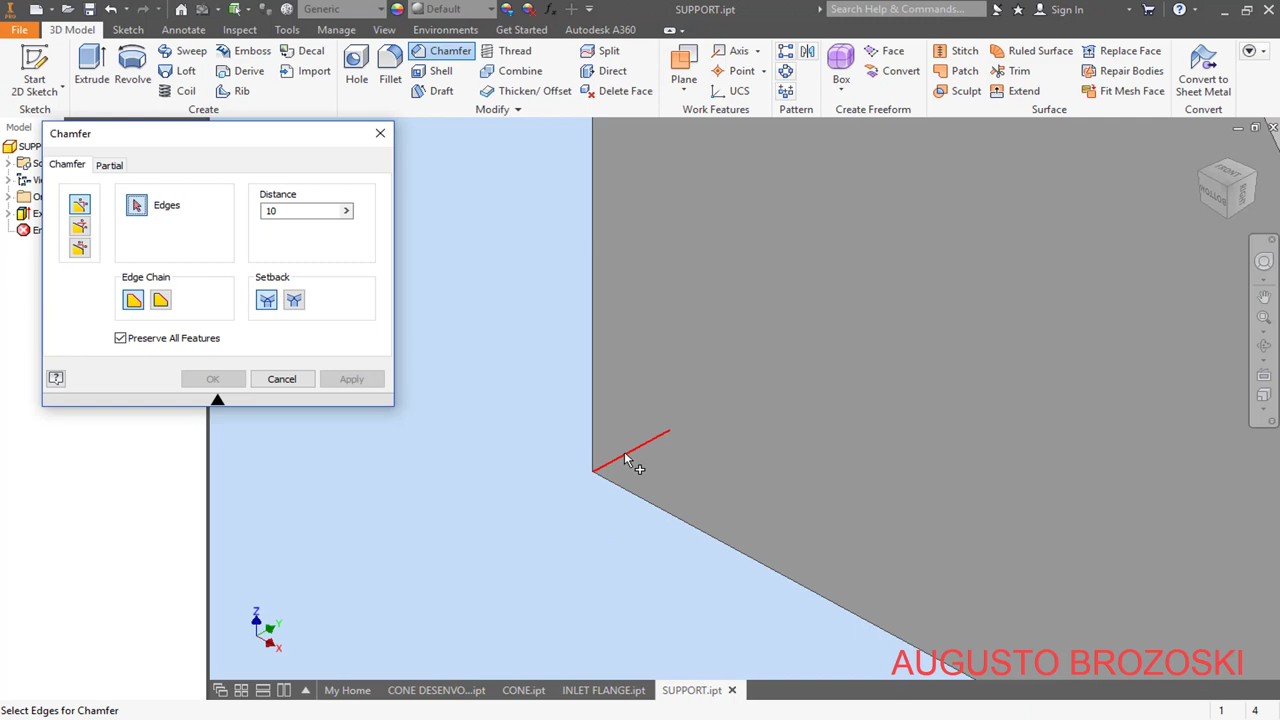 Generic
Default
SUPPORT.ipt
Search Help & Commands...
Sign In
File
3D Model
Sketch
Annotate
Inspect
Tools
Manage
View
Environments
Get Started
Autodesk A360
Start
2D Sketch
Extrude
Revolve
Sweep
Loft
Coil
Emboss
Derive
Rib
Decal
Import
Hole
Fillet
Chamfer
Shell
Draft
Thread
Combine
Thicken/ Offset
Split
Direct
Delete Face
Plane
Axis
Point
UCS
Box
Face
Convert
Stitch
Patch
Sculpt
Ruled Surface
Trim
Extend
Replace Face
Repair Bodies
Fit Mesh Face
Convert to
Sheet Metal
Sketch
Create
Modify
Work Features
Pattern
Create Freeform
Surface
Convert
Model
SUPP
Chamfer
Chamfer
Partial
Edges
Distance
10
Edge Chain
Setback
Preserve All Features
OK
Cancel
Apply
FRONT
RIGHT
BOTTOM
Z
Y
X
AUGUSTO BROZOSKI
My Home
CONE DESENVO...ipt
CONE.ipt
INLET FLANGE.ipt
SUPPORT.ipt
Select Edges for Chamfer
1
4